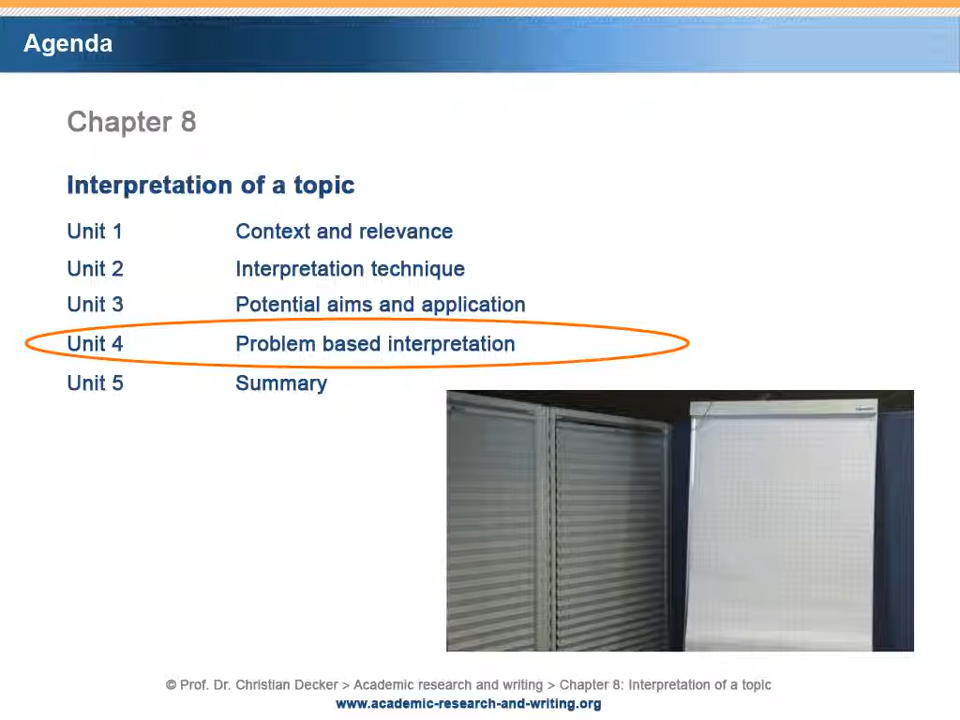 Agenda
Chapter 8
Interpretation of a topic
Unit 1 Context and relevance
Unit 2 Interpretation technique
Unit 3 Potential aims and application
Unit 4 Problem based interpretation
Unit 5 Summary
© Prof. Dr. Christian Decker > Academic research and writing > Chapter 8: Interpretation of a topic
www.academic-research-and-writing.org